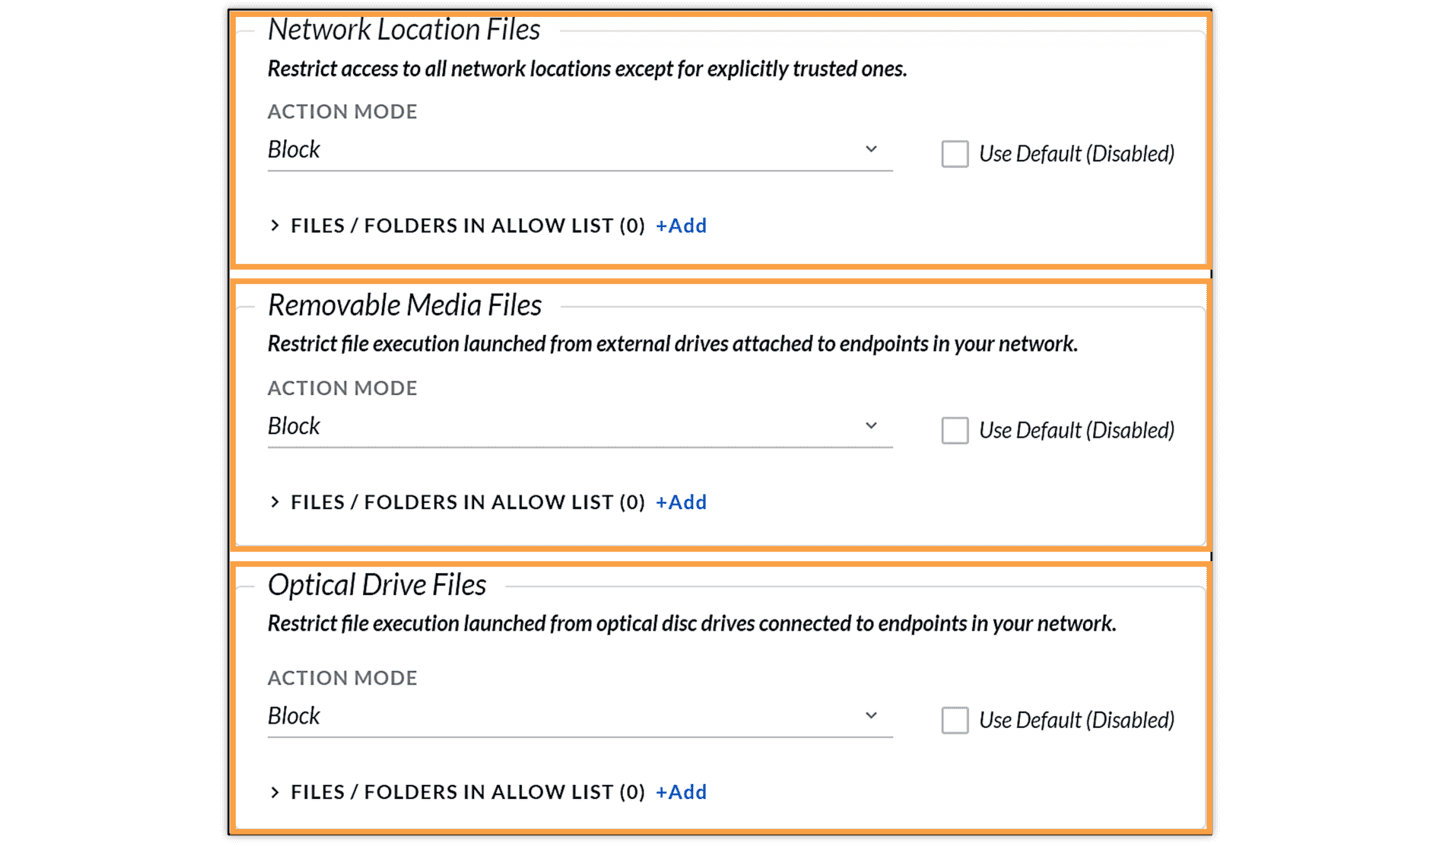 Network Location Files
Restrict access to all network locations except for explicitly trusted ones.
ACTION MODE
Block
Use Default (Disabled)
FILES / FOLDERS IN ALLOW LIST (0) +Add
Removable Media Files
Restrict file execution launched from external drives attached to endpoints in your network.
ACTION MODE
Block
Use Default (Disabled)
FILES / FOLDERS IN ALLOW LIST (0) +Add
Optical Drive Files
Restrict file execution launched from optical disc drives connected to endpoints in your network.
ACTION MODE
Block
Use Default (Disabled)
FILES / FOLDERS IN ALLOW LIST (0) +Add